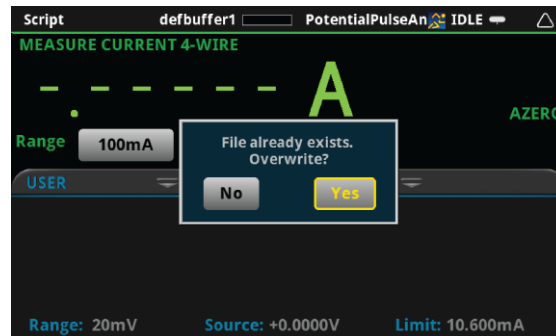 Script defbuffer1 PotentialPulseAn IDLE
MEASURE CURRENT 4-WIRE
- - . - - - - - A
AZERO
Range 100mA
File already exists.
Overwrite?
No Yes
USER
Range: 20mV Source: +0.0000V Limit: 10.600mA